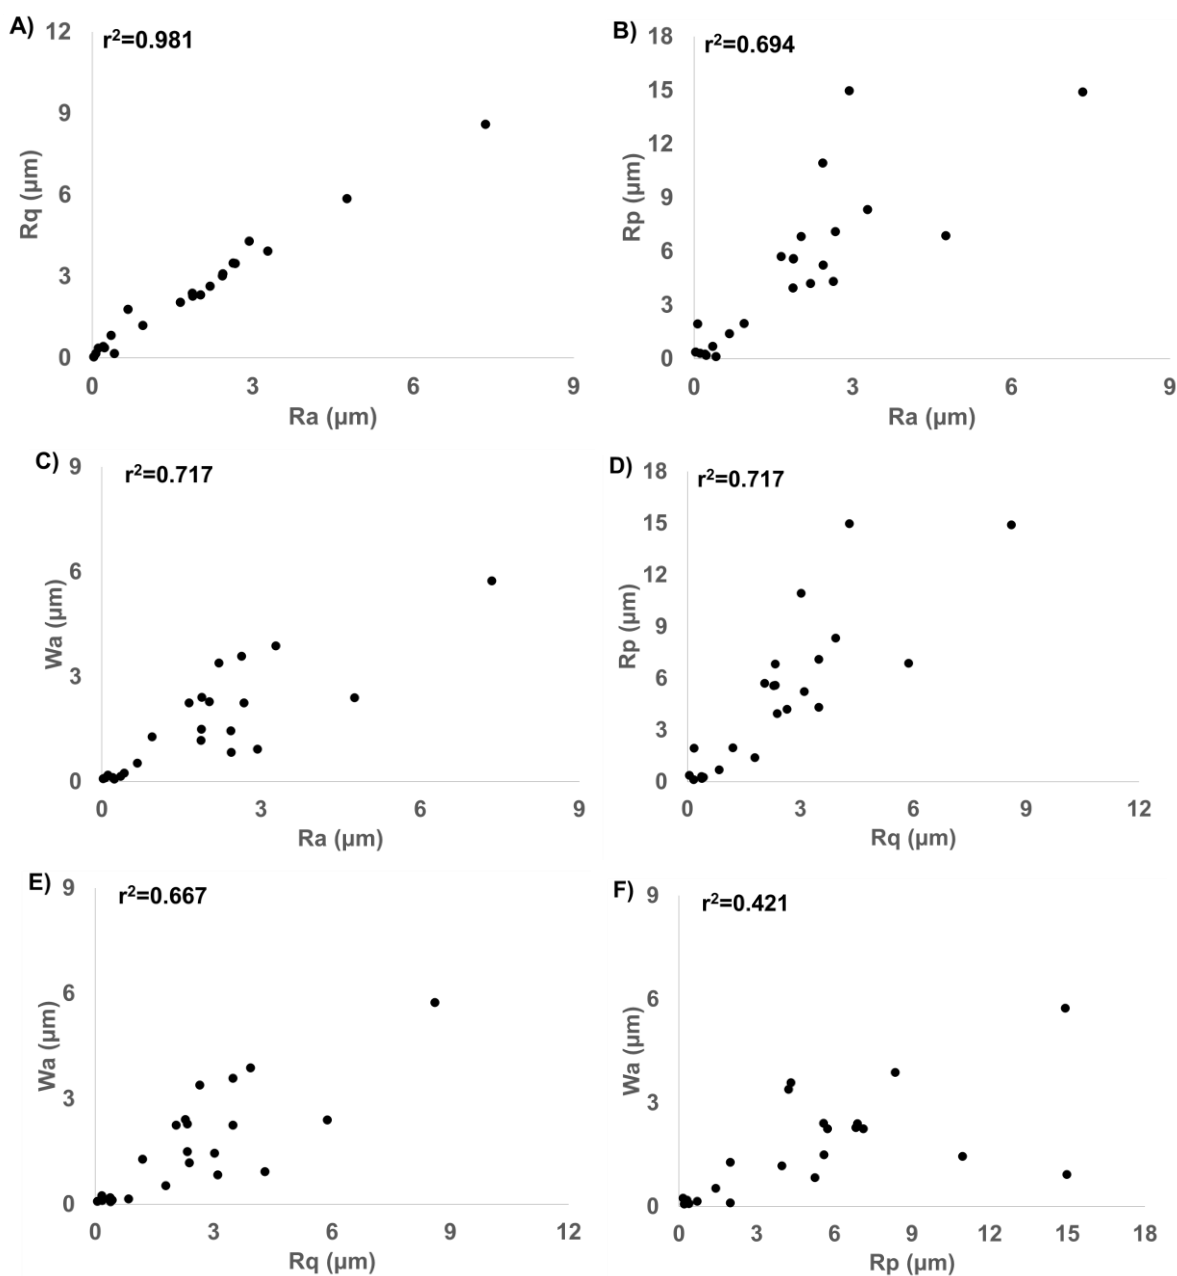 A)
r²=0.981
12
9
6
3
0
Rq (µm)
0 3 6 9
Ra (µm)
B)
r²=0.694
18
15
12
9
6
3
0
Rp (µm)
0 3 6 9
Ra (µm)
C)
r²=0.717
9
6
3
0
Wa (µm)
0 3 6 9
Ra (µm)
D)
r²=0.717
18
15
12
9
6
3
0
Rp (µm)
0 3 6 9 12
Rq (µm)
E)
r²=0.667
9
6
3
0
Wa (µm)
0 3 6 9 12
Rq (µm)
F)
r²=0.421
9
6
3
0
Wa (µm)
0 3 6 9 12 15 18
Rp (µm)